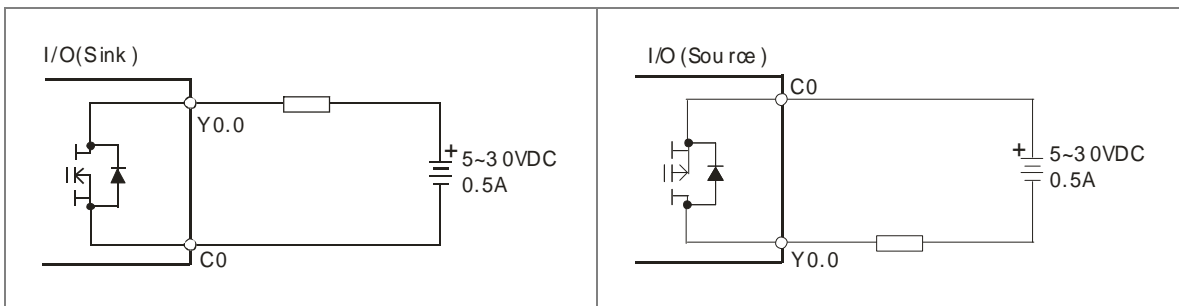 I/O(Sink)
Y0.0
+
5~30VDC
0.5A
C0
I/O(Source)
C0
+
5~30VDC
0.5A
Y0.0